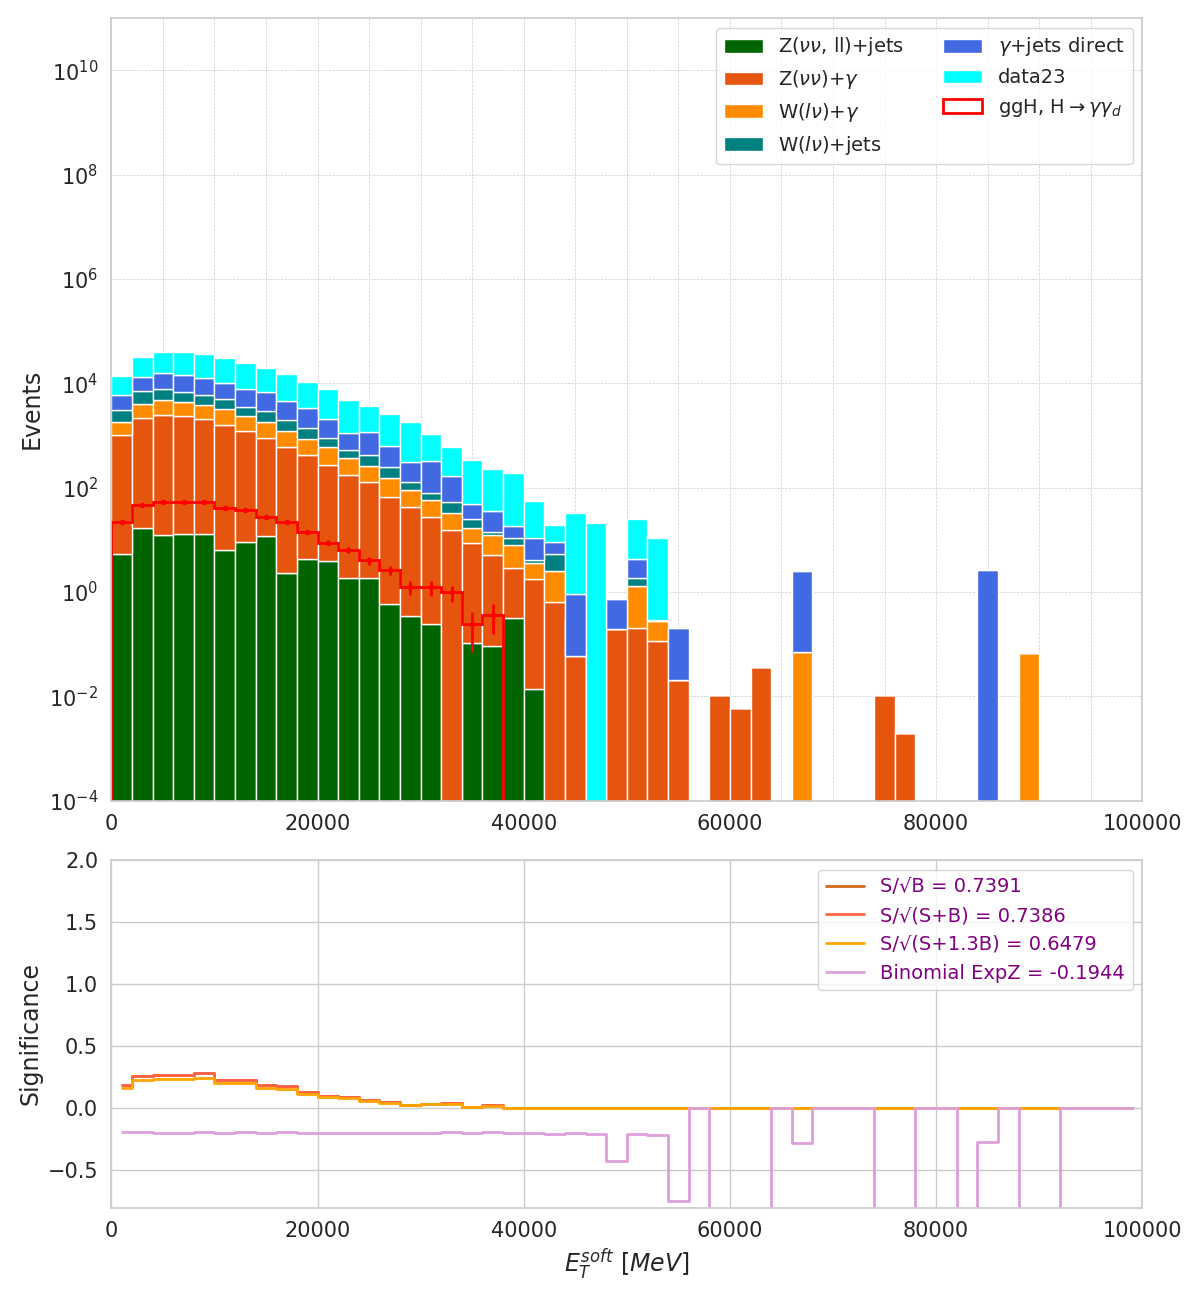 Z(νν, ll)+jets
Z(νν)+γ
W(lν)+γ
W(lν)+jets
γ+jets direct
data23
ggH, H→γγ_d
10^10
10^8
10^6
10^4
10^2
10^0
10^−2
10^−4
Events
0 20000 40000 60000 80000 100000
S/√B = 0.7391
S/√(S+B) = 0.7386
S/√(S+1.3B) = 0.6479
Binomial ExpZ = -0.1944
2.0
1.5
1.0
0.5
0.0
−0.5
Significance
0 20000 40000 60000 80000 100000
E_T^soft [MeV]